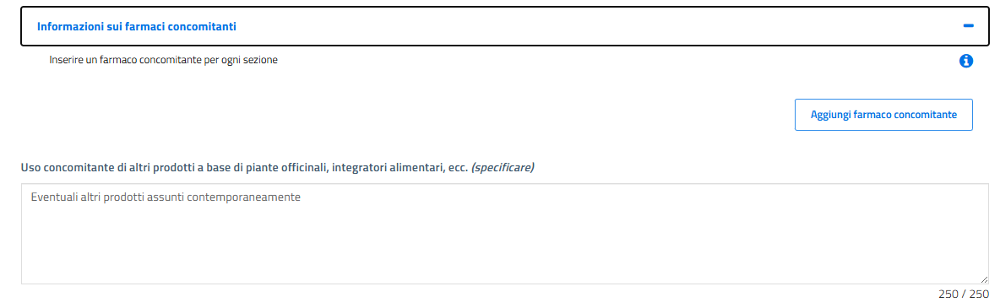 Informazioni sui farmaci concomitanti
Inserire un farmaco concomitante per ogni sezione
Aggiungi farmaco concomitante
Uso concomitante di altri prodotti a base di piante officinali, integratori alimentari, ecc. (specificare)
Eventuali altri prodotti assunti contemporaneamente
250 / 250